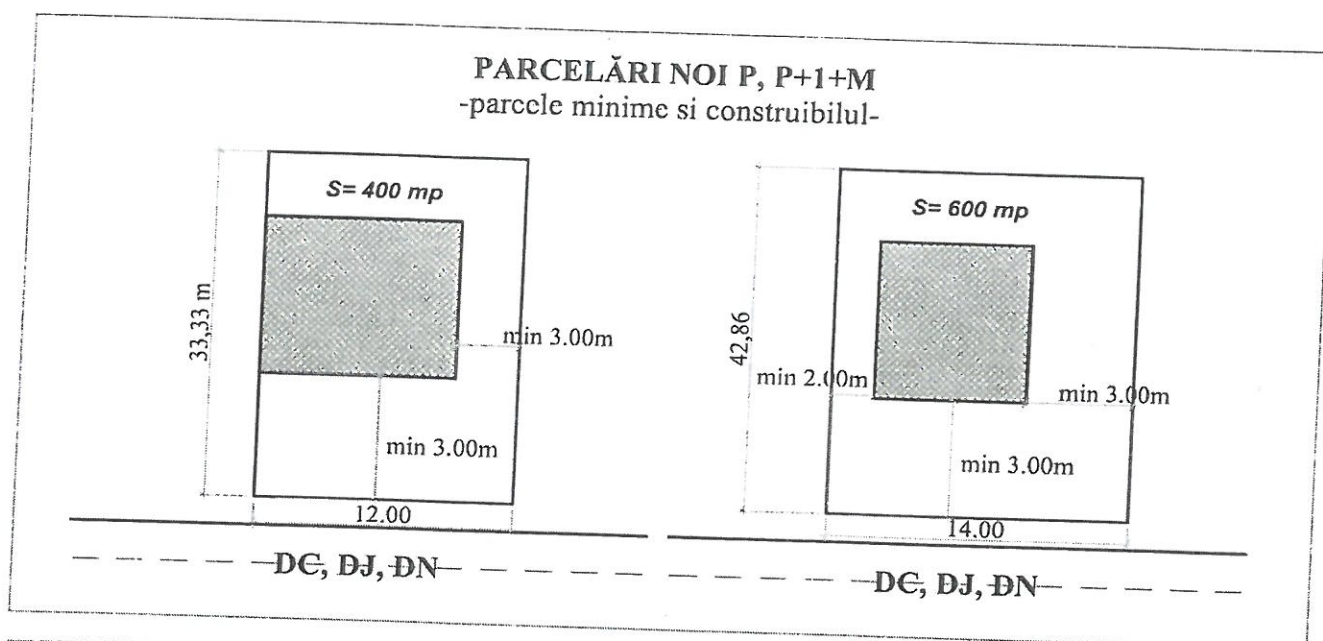 PARCELĂRI NOI P, P+1+M
-parcele minime si construibilul-
S= 400 mp
33,33 m
min 3.00m
min 3.00m
12.00
DC, DJ, DN
S= 600 mp
42,86
min 2.00m
min 3.00m
min 3.00m
14.00
DC, DJ, DN